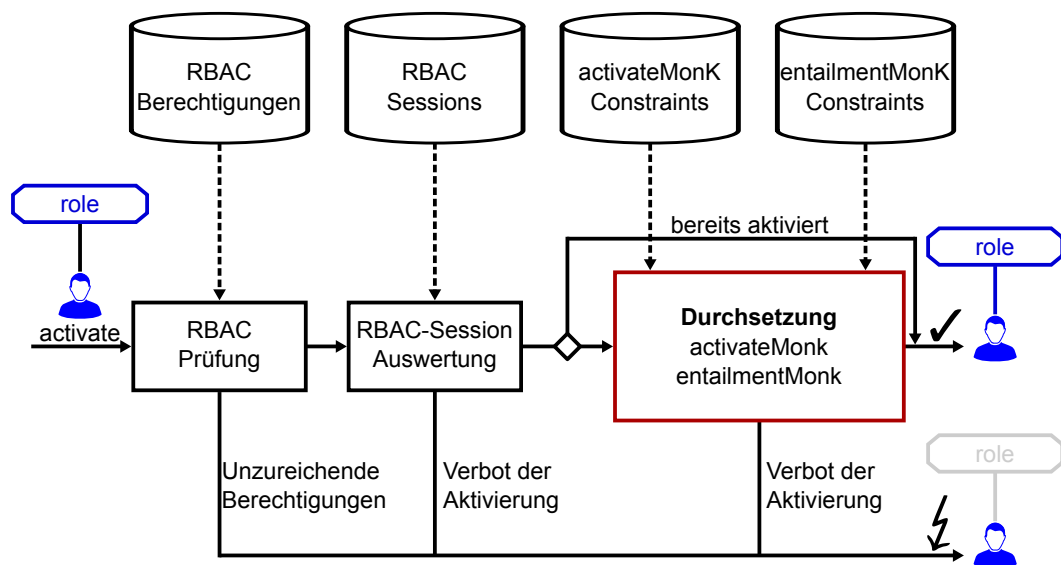 RBAC
Berechtigungen
RBAC
Sessions
activateMonK
Constraints
entailmentMonK
Constraints
role
bereits aktiviert
role
activate
RBAC
Prüfung
RBAC-Session
Auswertung
Durchsetzung
activateMonk
entailmentMonk
Unzureichende
Berechtigungen
Verbot der
Aktivierung
Verbot der
Aktivierung
role